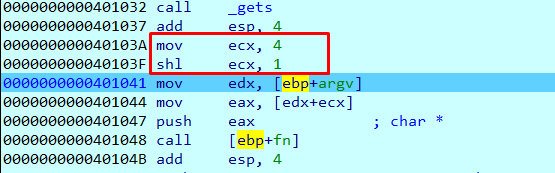 0000000000401032 call    _gets
0000000000401037 add     esp, 4
000000000040103A mov     ecx, 4
000000000040103F shl     ecx, 1
0000000000401041 mov     edx, [ebp+argv]
0000000000401044 mov     eax, [edx+ecx]
0000000000401047 push    eax             ; char *
0000000000401048 call    [ebp+fn]
000000000040104B add     esp, 4